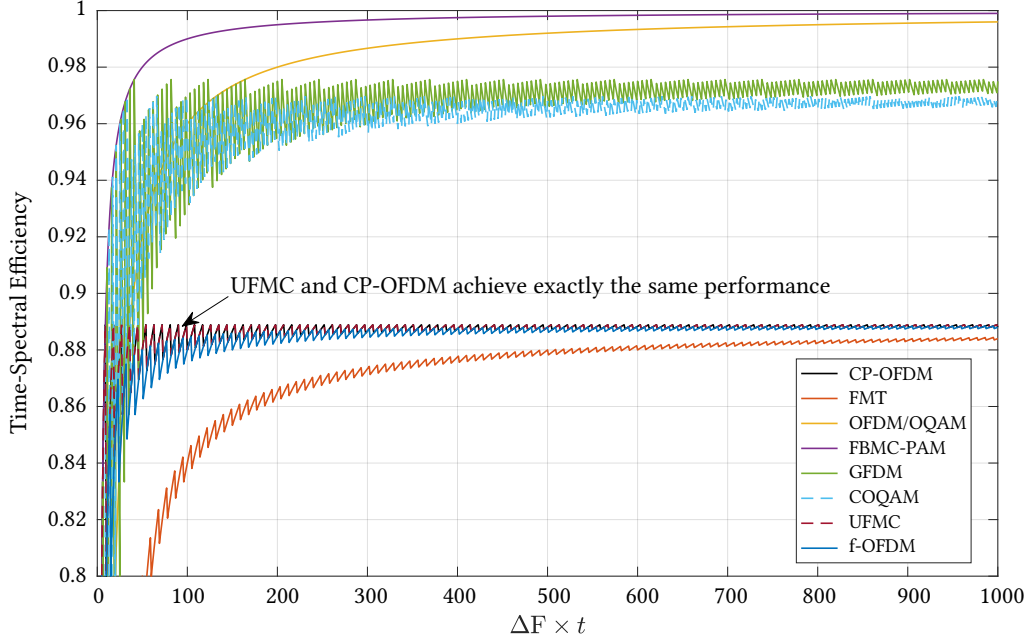 1
0.98
0.96
0.94
0.92
0.9
0.88
0.86
0.84
0.82
0.8
Time-Spectral Efficiency
UFMC and CP-OFDM achieve exactly the same performance
CP-OFDM
FMT
OFDM/OQAM
FBMC-PAM
GFDM
COQAM
UFMC
f-OFDM
0 100 200 300 400 500 600 700 800 900 1000
ΔF × t